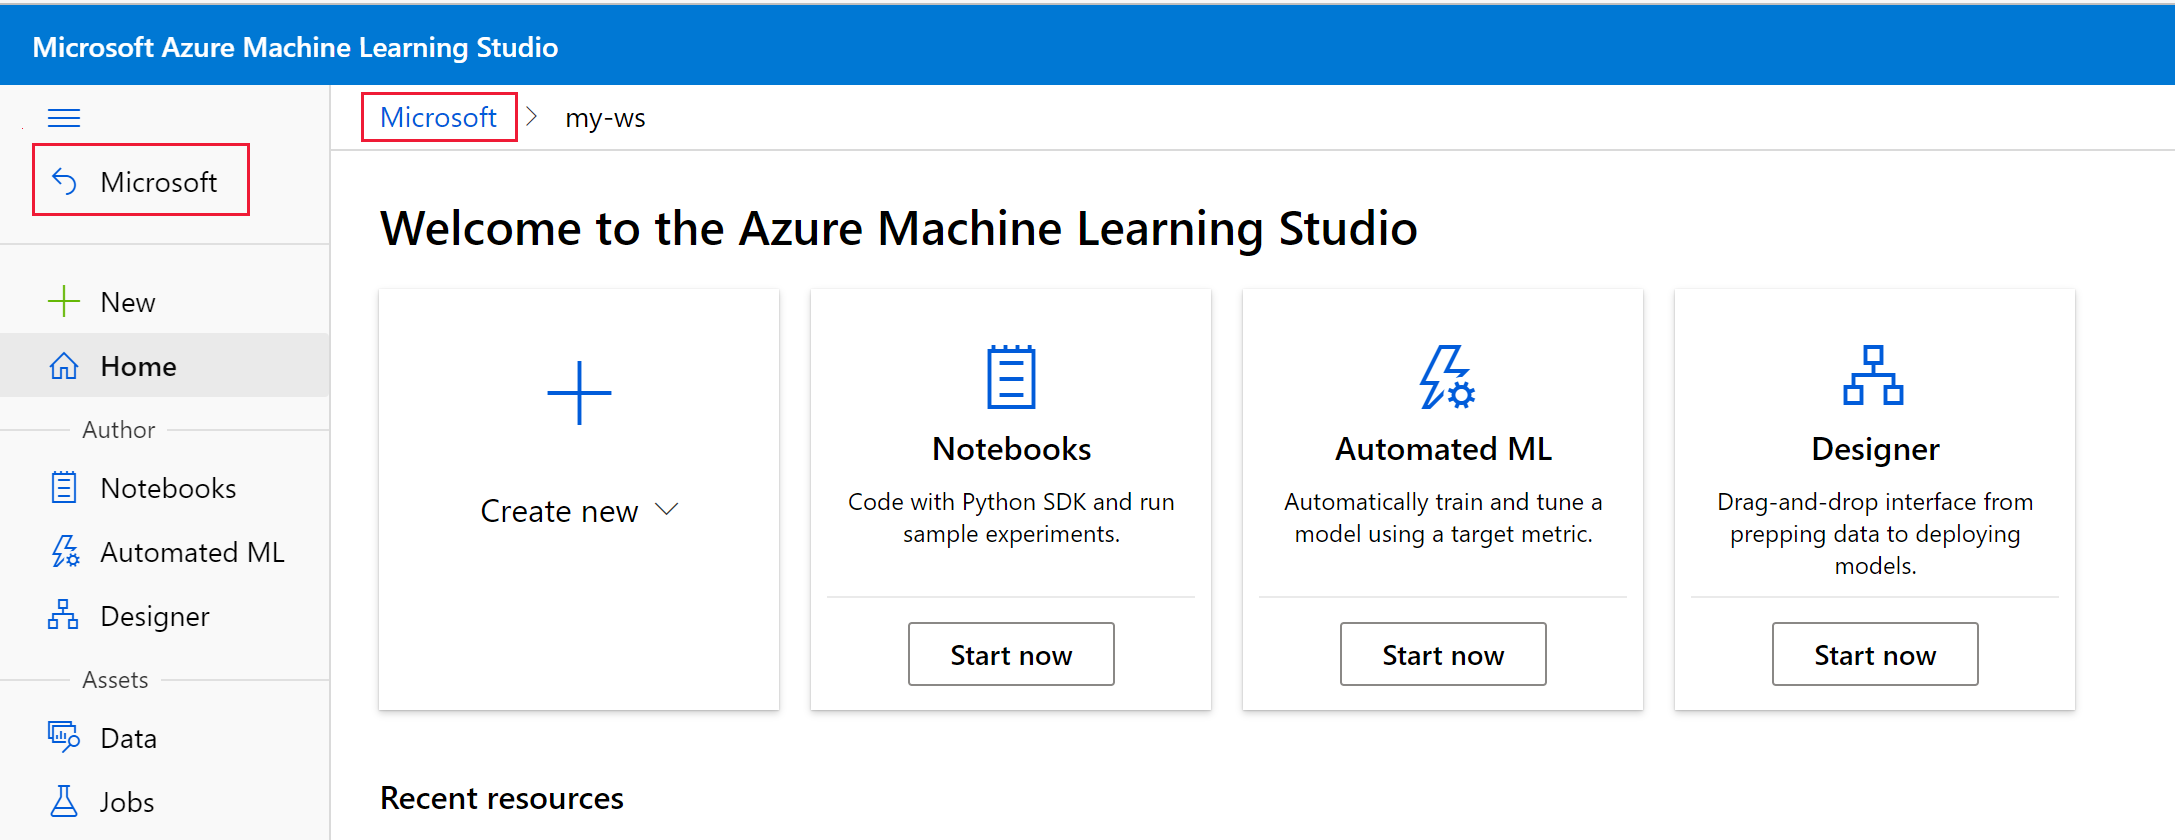 Microsoft Azure Machine Learning Studio
Microsoft
New
Home
Author
Notebooks
Automated ML
Designer
Assets
Data
Jobs
Microsoft > my-ws
Welcome to the Azure Machine Learning Studio
Create new
Notebooks
Code with Python SDK and run
sample experiments.
Start now
Automated ML
Automatically train and tune a
model using a target metric.
Start now
Designer
Drag-and-drop interface from
prepping data to deploying
models.
Start now
Recent resources